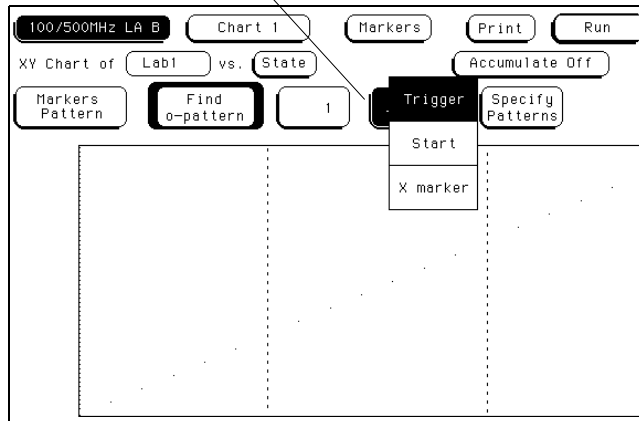 100/500MHz LA B Chart 1 Markers Print Run
XY Chart of Lab1 vs. State Accumulate Off
Markers Pattern Find o-pattern 1 Trigger Specify Patterns
Start
X marker